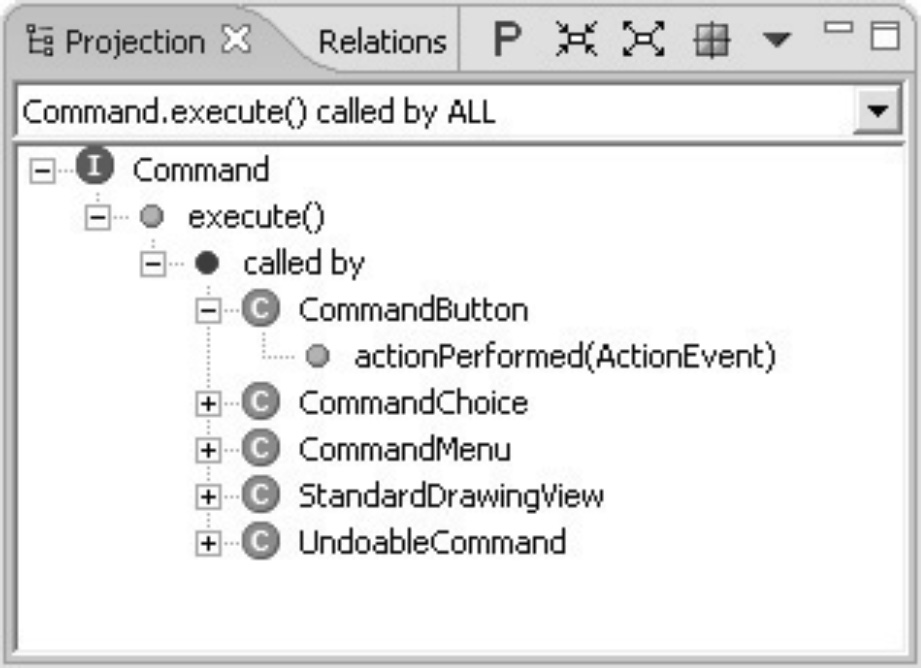 Projection Relations P
Command.execute() called by ALL
I Command
execute()
called by
C CommandButton
actionPerformed(ActionEvent)
C CommandChoice
C CommandMenu
C StandardDrawingView
C UndoableCommand